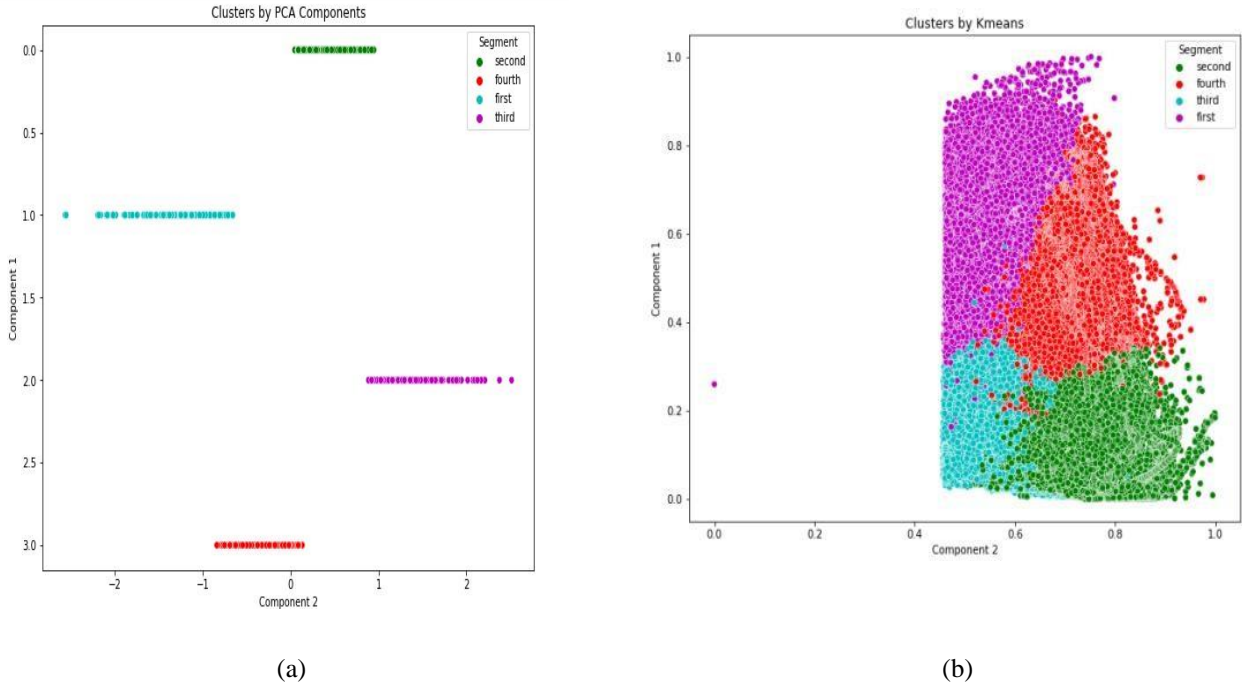 Clusters by PCA Components
Segment
second
fourth
first
third
0.0
0.5
1.0
1.5
2.0
2.5
3.0
Component 1
−2
−1
0
1
2
Component 2
(a)
Clusters by Kmeans
Segment
second
fourth
third
first
1.0
0.8
0.6
0.4
0.2
0.0
Component 1
0.0
0.2
0.4
0.6
0.8
1.0
Component 2
(b)